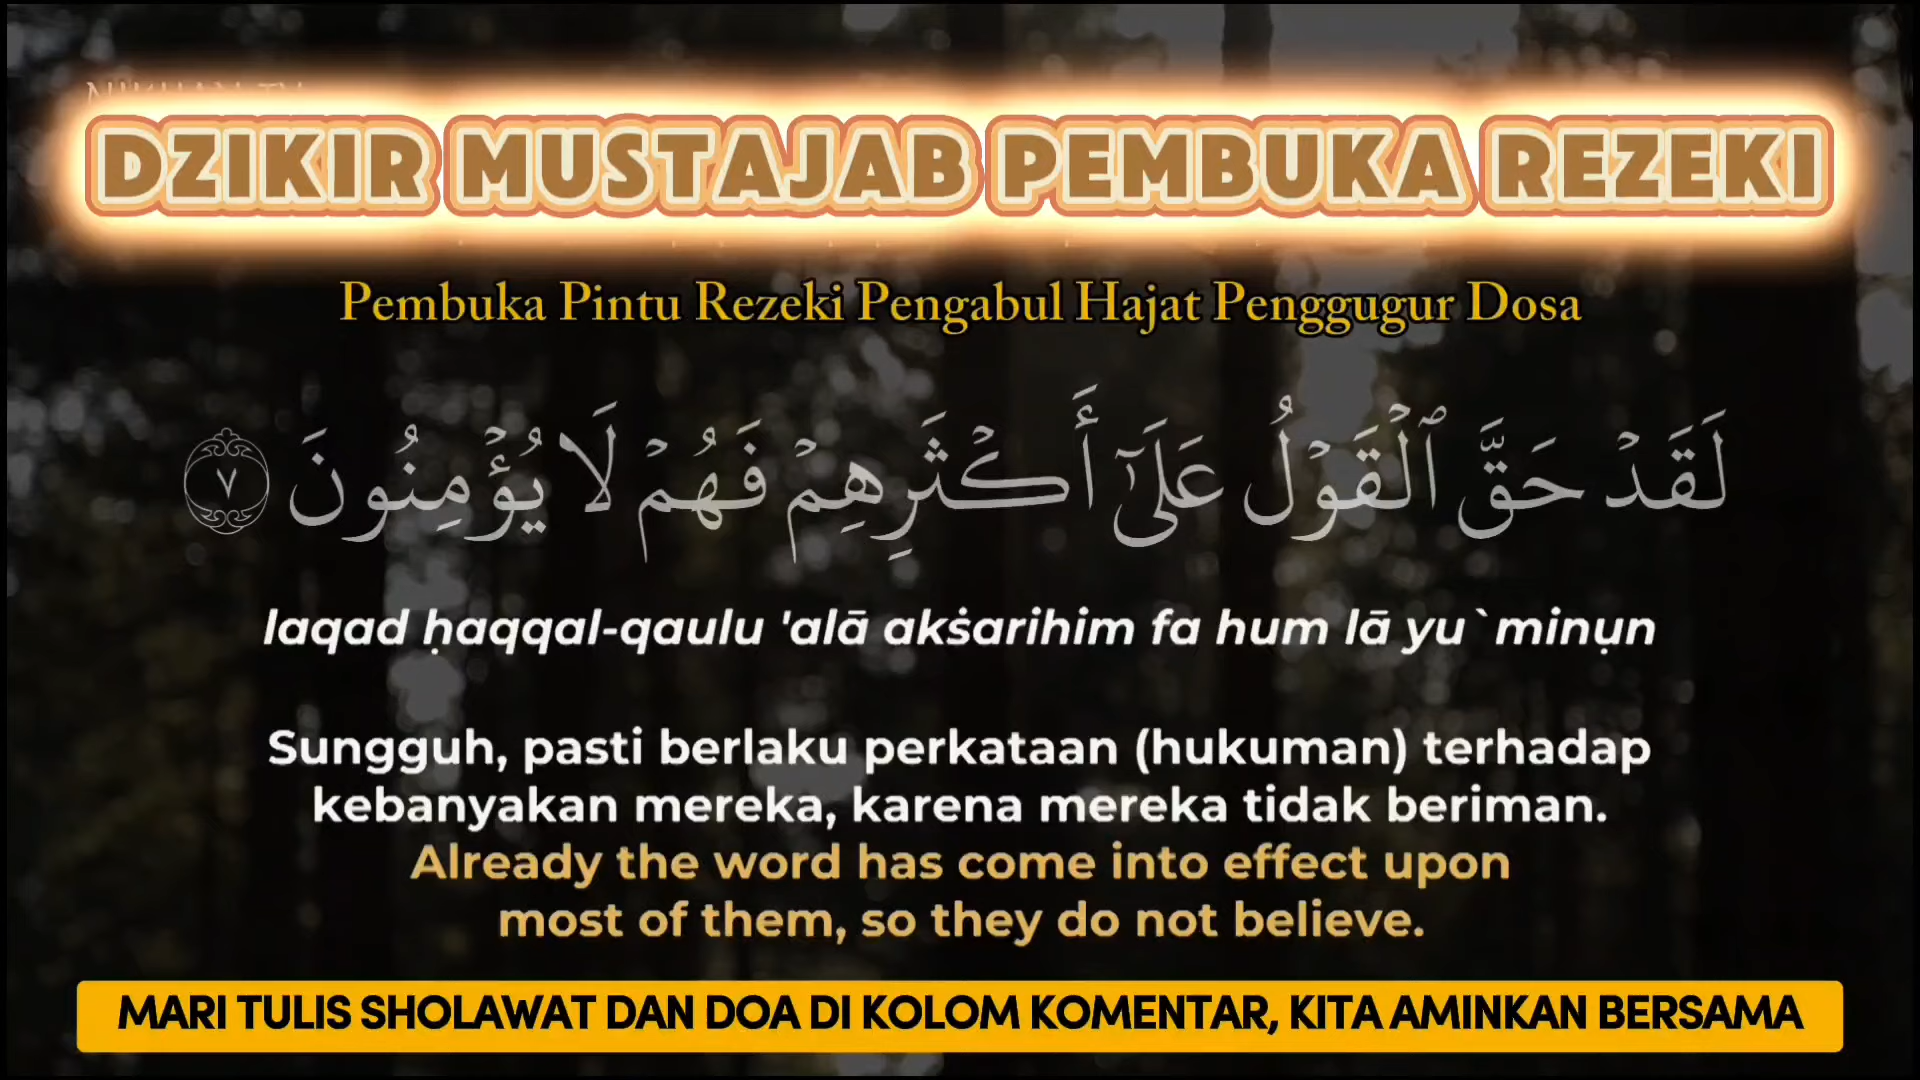 DZIKIR MUSTAJAB PEMBUKA REZEKI
Pembuka Pintu Rezeki Pengabul Hajat Penggugur Dosa
لَقَدۡ حَقَّ ٱلۡقَوۡلُ عَلَىٰٓ أَكۡثَرِهِمۡ فَهُمۡ لَا يُؤۡمِنُونَ ٧
laqad ḥaqqal-qaulu 'alā akṡarihim fa hum lā yu`minụn
Sungguh, pasti berlaku perkataan (hukuman) terhadap
kebanyakan mereka, karena mereka tidak beriman.
Already the word has come into effect upon
most of them, so they do not believe.
MARI TULIS SHOLAWAT DAN DOA DI KOLOM KOMENTAR, KITA AMINKAN BERSAMA